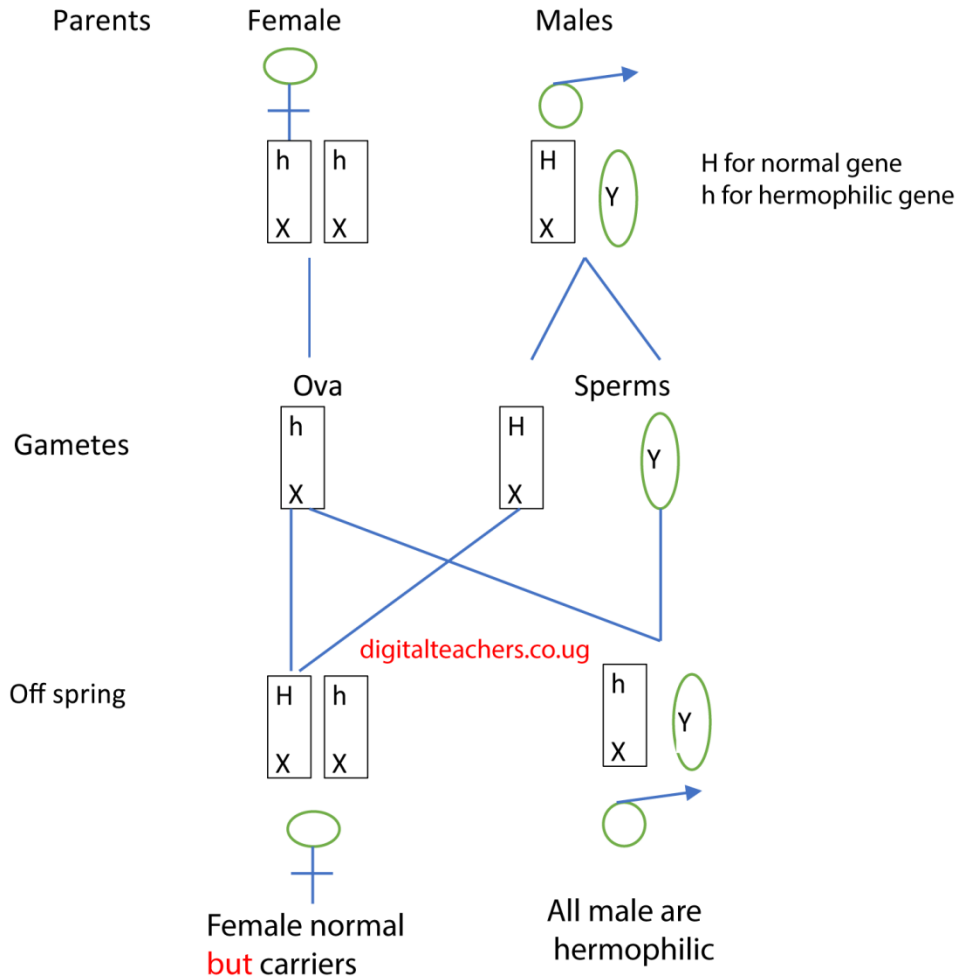 Parents Female Males
h h H
Y
X X X
H for normal gene
h for hermophilic gene
Ova Sperms
h H
Gametes Y
X X
digitalteachers.co.ug
Off spring H h h
Y
X X X
Female normal
but carriers
All male are
hermophilic